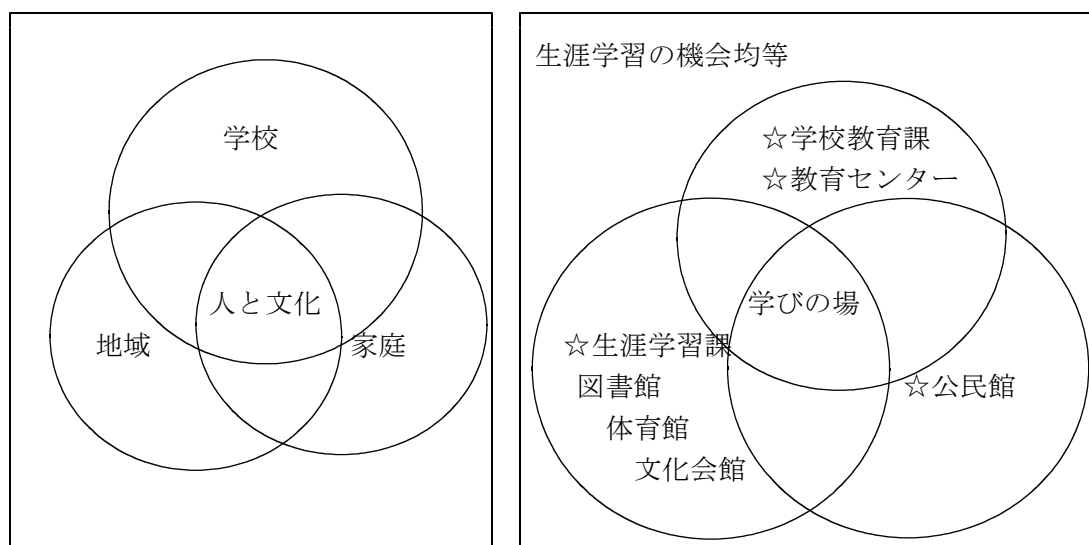 学校
人と文化
地域
家庭
生涯学習の機会均等
☆学校教育課
☆教育センター
学びの場
☆生涯学習課
図書館
体育館
文化会館
☆公民館